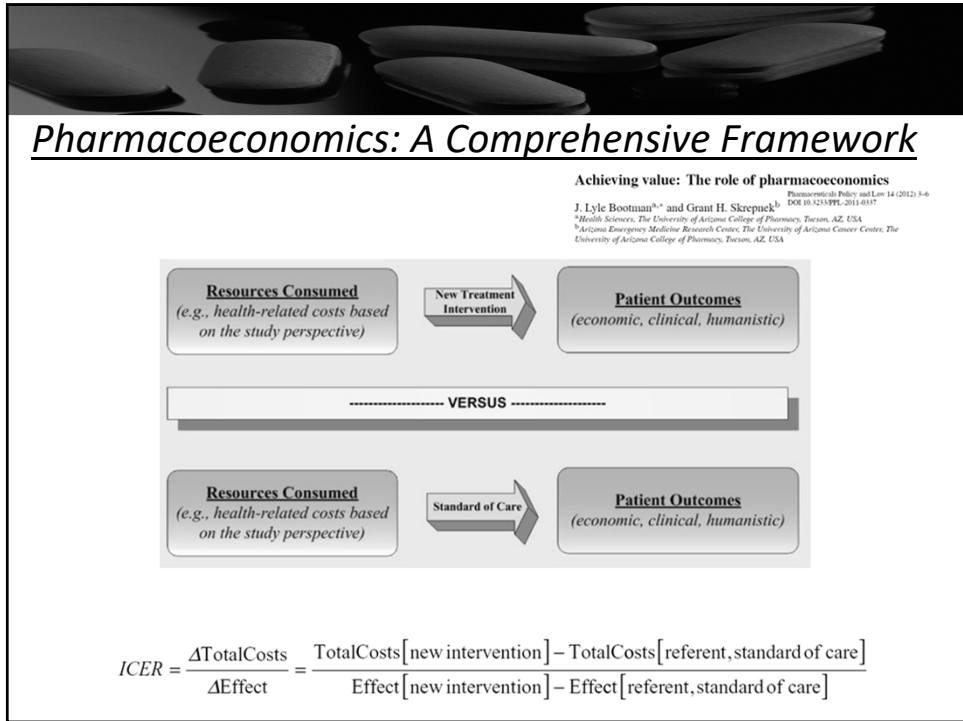 Pharmacoeconomics: A Comprehensive Framework
Achieving value: The role of pharmacoeconomics
Pharmaceuticals Policy and Law 14 (2012) 3–6
DOI 10.3233/PPL-2011-0337
J. Lyle Bootman^{a,*} and Grant H. Skrepnek^b
^aHealth Sciences, The University of Arizona College of Pharmacy, Tucson, AZ, USA
^bArizona Emergency Medicine Research Center, The University of Arizona Cancer Center, The
University of Arizona College of Pharmacy, Tucson, AZ, USA
Resources Consumed
(e.g., health-related costs based
on the study perspective)
New Treatment
Intervention
Patient Outcomes
(economic, clinical, humanistic)
-------------------- VERSUS --------------------
Resources Consumed
(e.g., health-related costs based
on the study perspective)
Standard of Care
Patient Outcomes
(economic, clinical, humanistic)
ICER = ΔTotalCosts / ΔEffect = TotalCosts[new intervention] − TotalCosts[referent, standard of care] / Effect[new intervention] − Effect[referent, standard of care]